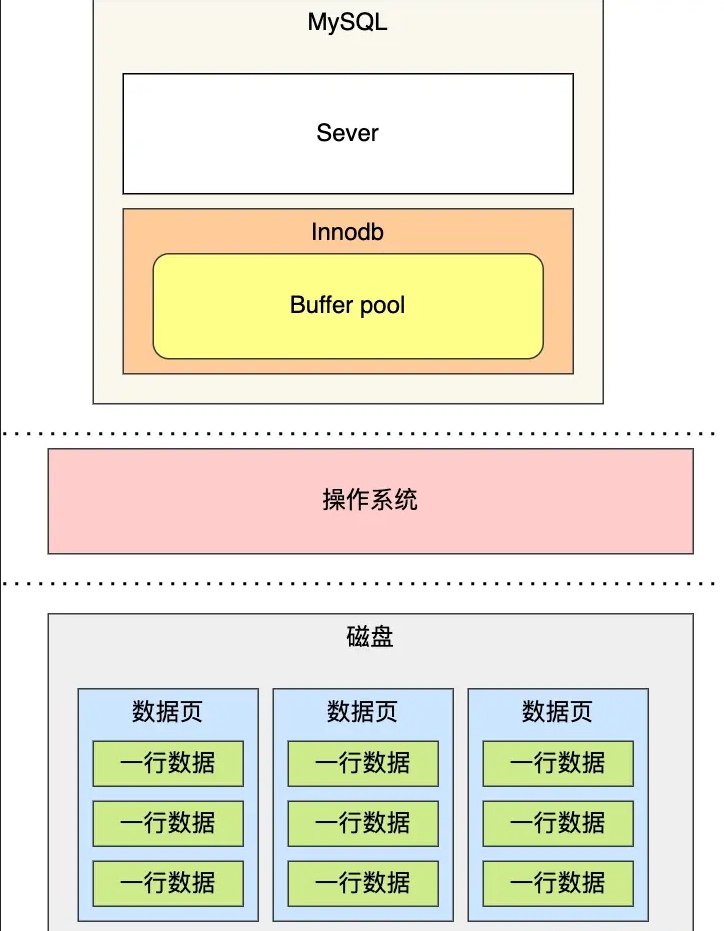 MySQL
Sever
Innodb
Buffer pool
操作系统
磁盘
数据页 数据页 数据页
一行数据 一行数据 一行数据
一行数据 一行数据 一行数据
一行数据 一行数据 一行数据